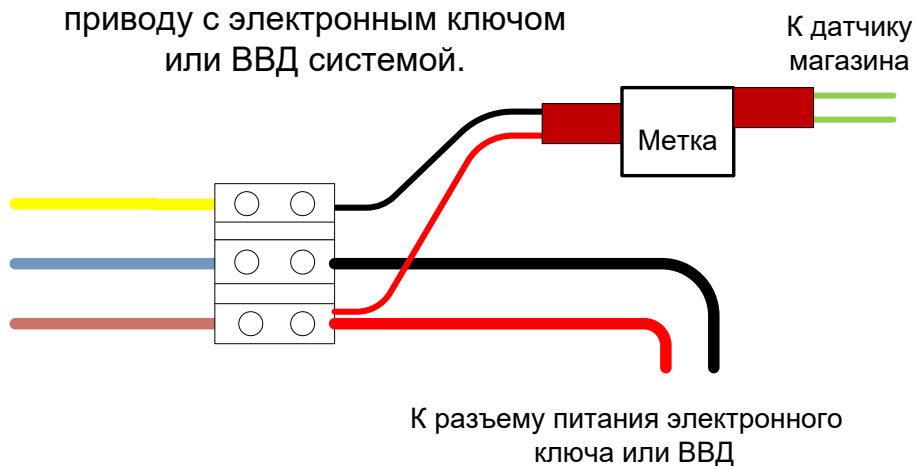 приводу с электронным ключом
или ВВД системой.
К датчику
магазина
Метка
К разъему питания электронного
ключа или ВВД